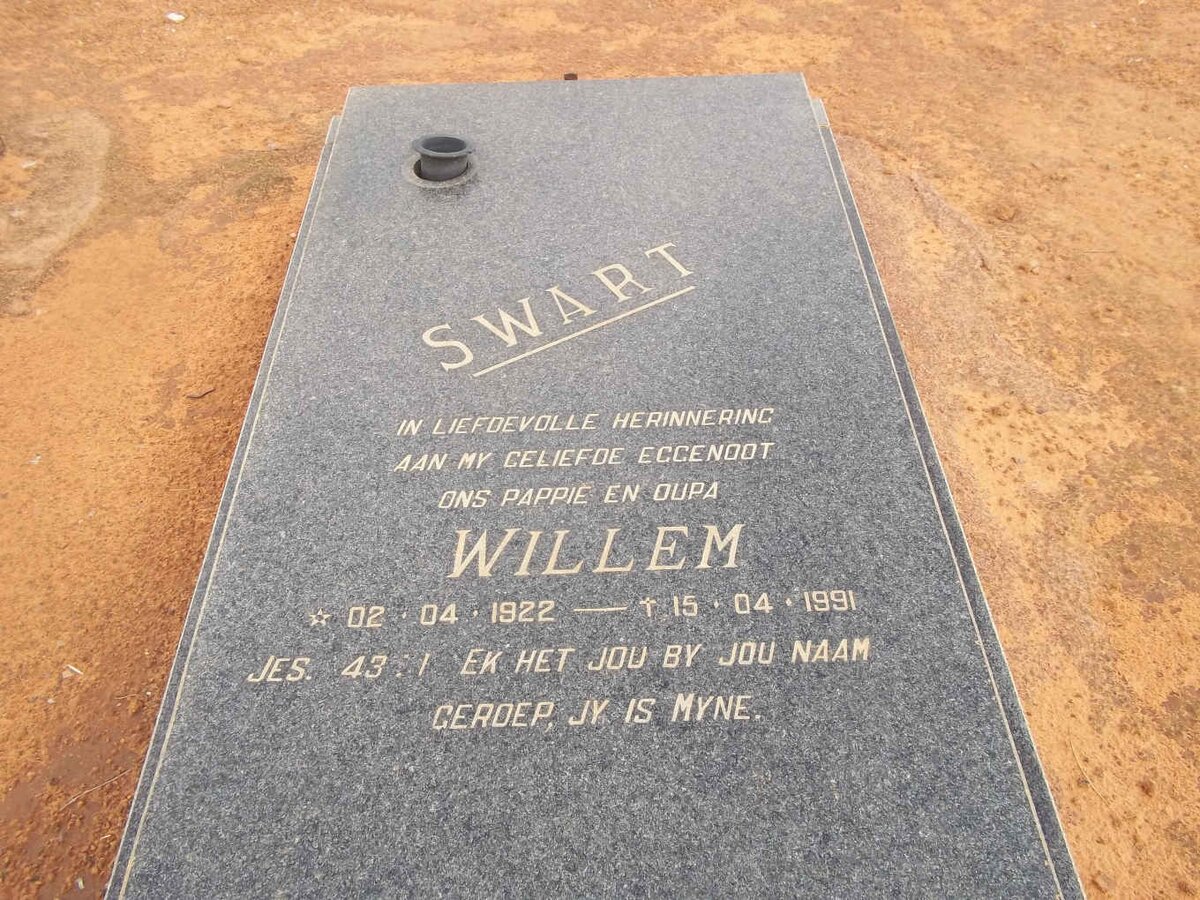 SWART
IN LIEFDEVOLLE HERINNERING
AAN MY GELIEFDE EGGENOOT
ONS PAPPIE EN OUPA
WILLEM
☆ 02 · 04 · 1922 — † 15 · 04 · 1991
JES. 43:1 EK HET JOU BY JOU NAAM
GEROEP, JY IS MYNE.